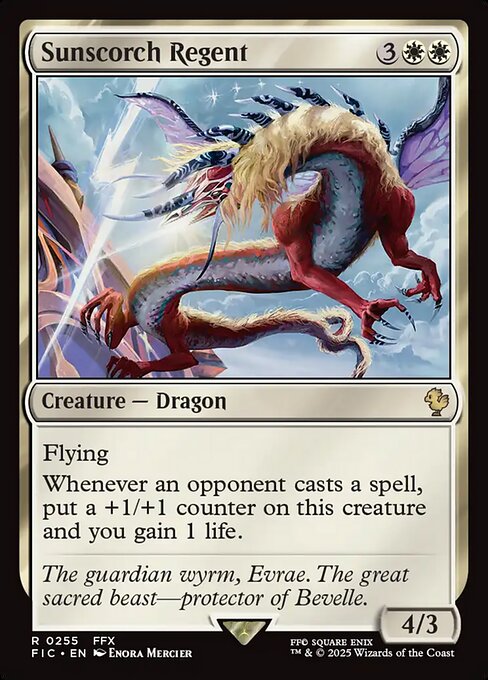 Sunscorch Regent 3
Creature — Dragon
Flying
Whenever an opponent casts a spell,
put a +1/+1 counter on this creature
and you gain 1 life.
The guardian wyrm, Evrae. The great
sacred beast—protector of Bevelle.
4/3
R 0255 FFX
FIC • EN ENORA MERCIER
FF© SQUARE ENIX
™ & © 2025 Wizards of the Coast